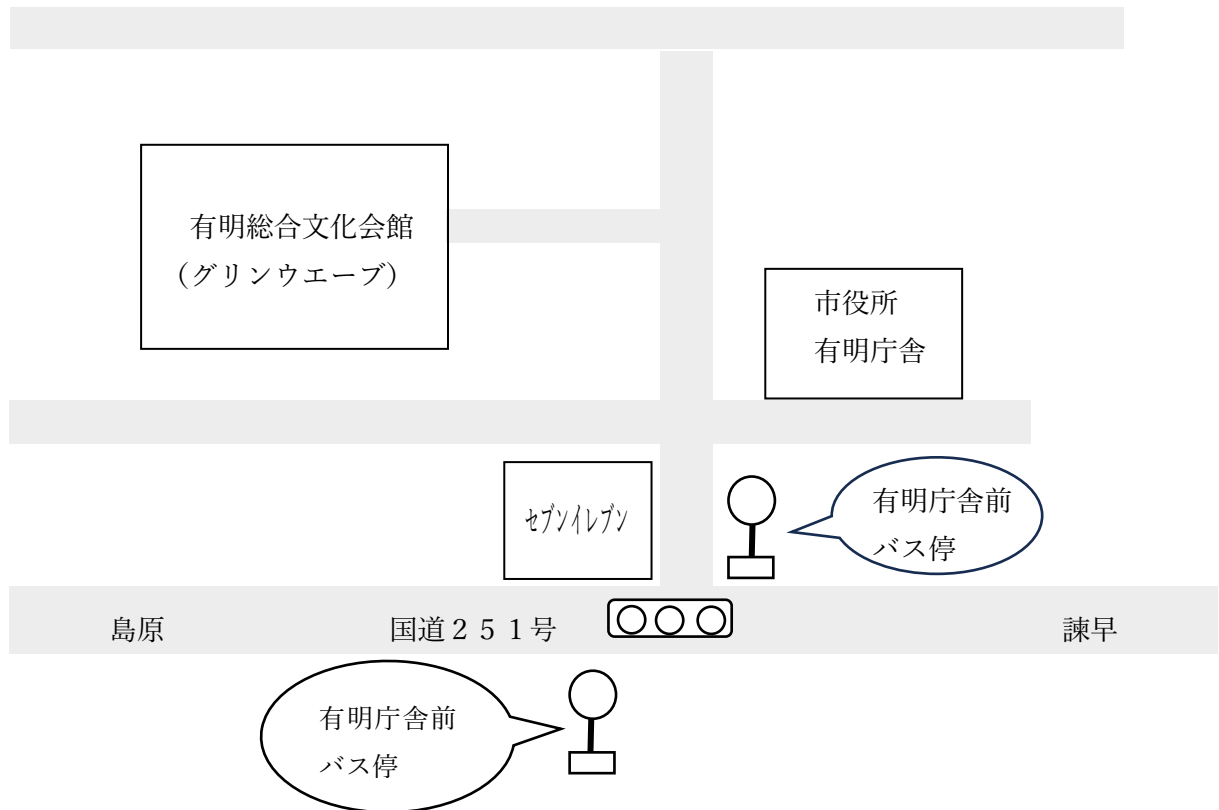 有明総合文化会館
（グリンウエーブ）
市役所
有明庁舎
セブンイレブン
有明庁舎前
バス停
島原
国道２５１号
諫早
有明庁舎前
バス停